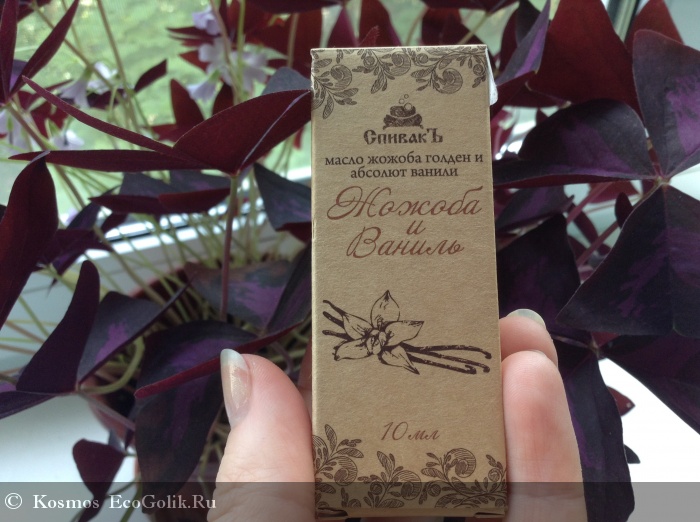 СпивакЪ
масло жожоба голден и
абсолют ванили
Жожоба
и
Ваниль
10 мл
© Kosmos EcoGolik.Ru